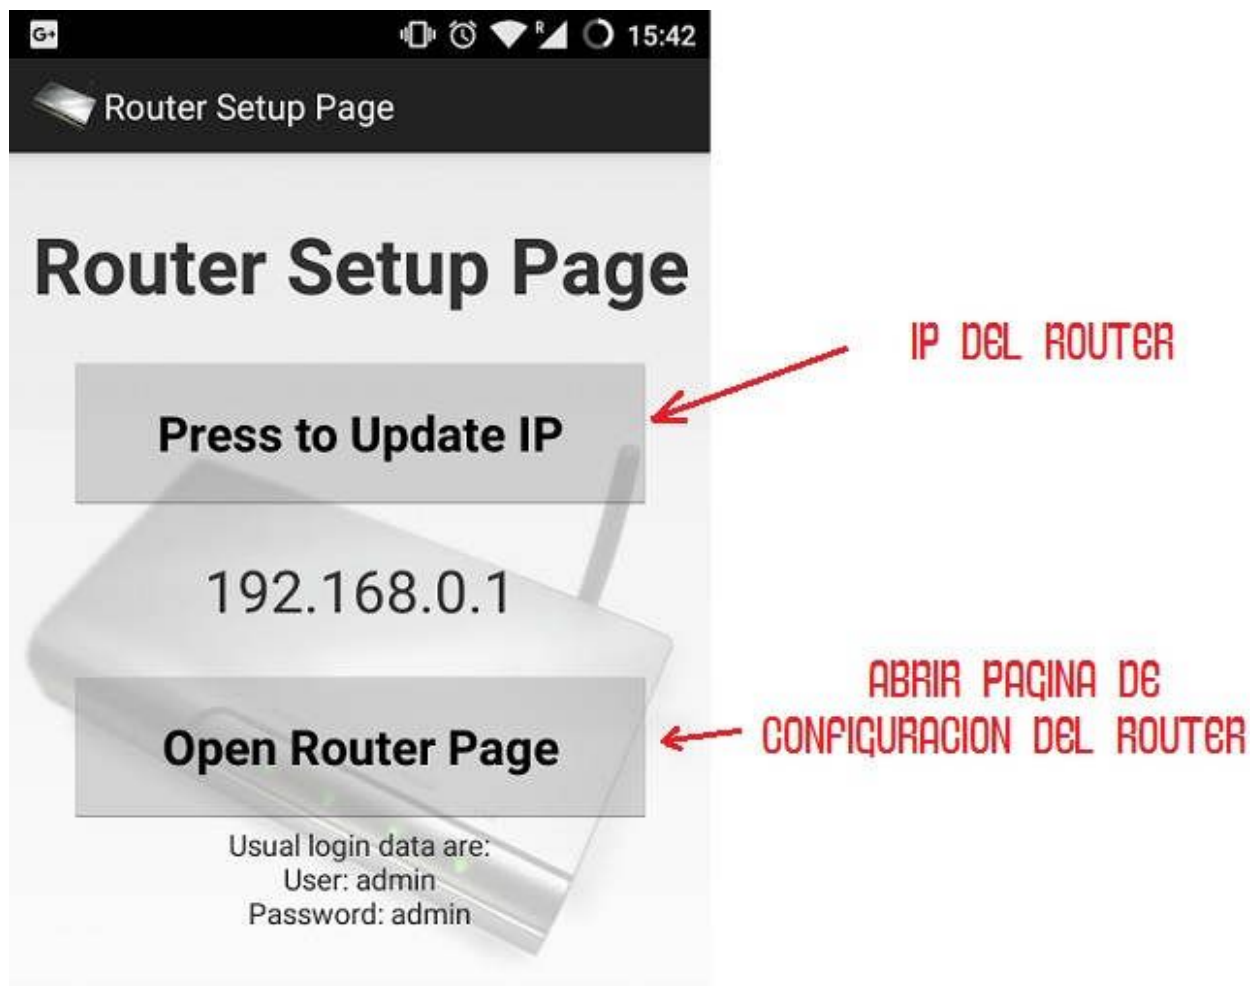 G+
R
15:42
Router Setup Page
Router Setup Page
IP DEL ROUTER
Press to Update IP
192.168.0.1
ABRIR PAGINA DE
CONFIGURACION DEL ROUTER
Open Router Page
Usual login data are:
User: admin
Password: admin